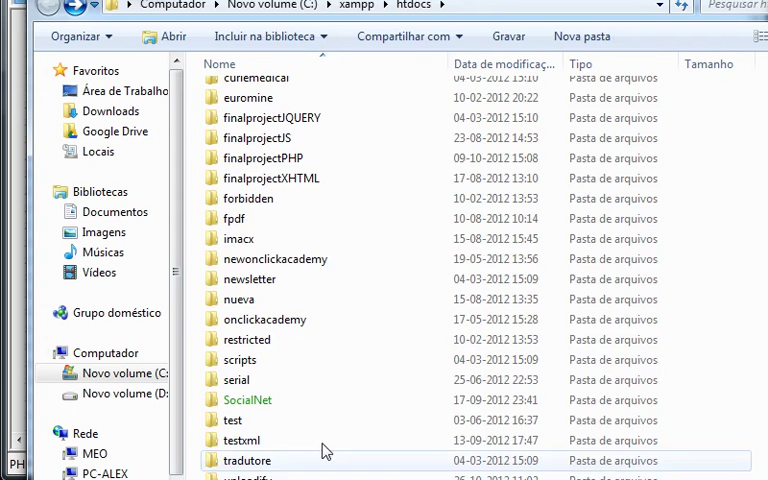 Computador ▸ Novo volume (C:) ▸ xampp ▸ htdocs ▸
Pesquisar h
Organizar Abrir Incluir na biblioteca Compartilhar com Gravar Nova pasta
Nome Data de modificaç... Tipo Tamanho
Favoritos
Área de Trabalho
Downloads
Google Drive
Locais
Bibliotecas
Documentos
Imagens
Músicas
Vídeos
Grupo doméstico
Computador
Novo volume (C:
Novo volume (D:
Rede
MEO
PC-ALEX
PH
curiemedical 04-03-2012 15:10 Pasta de arquivos
euromine 10-02-2012 20:22 Pasta de arquivos
finalprojectJQUERY 04-03-2012 15:10 Pasta de arquivos
finalprojectJS 23-08-2012 14:53 Pasta de arquivos
finalprojectPHP 09-10-2012 15:08 Pasta de arquivos
finalprojectXHTML 17-08-2012 13:10 Pasta de arquivos
forbidden 10-02-2012 13:53 Pasta de arquivos
fpdf 10-08-2012 10:14 Pasta de arquivos
imacx 15-08-2012 15:45 Pasta de arquivos
newonclickacademy 19-05-2012 13:56 Pasta de arquivos
newsletter 04-03-2012 15:09 Pasta de arquivos
nueva 15-08-2012 13:35 Pasta de arquivos
onclickacademy 17-05-2012 15:28 Pasta de arquivos
restricted 10-02-2012 13:53 Pasta de arquivos
scripts 04-03-2012 15:09 Pasta de arquivos
serial 25-06-2012 22:53 Pasta de arquivos
SocialNet 17-09-2012 23:41 Pasta de arquivos
test 03-06-2012 16:37 Pasta de arquivos
testxml 13-09-2012 17:47 Pasta de arquivos
tradutore 04-03-2012 15:09 Pasta de arquivos